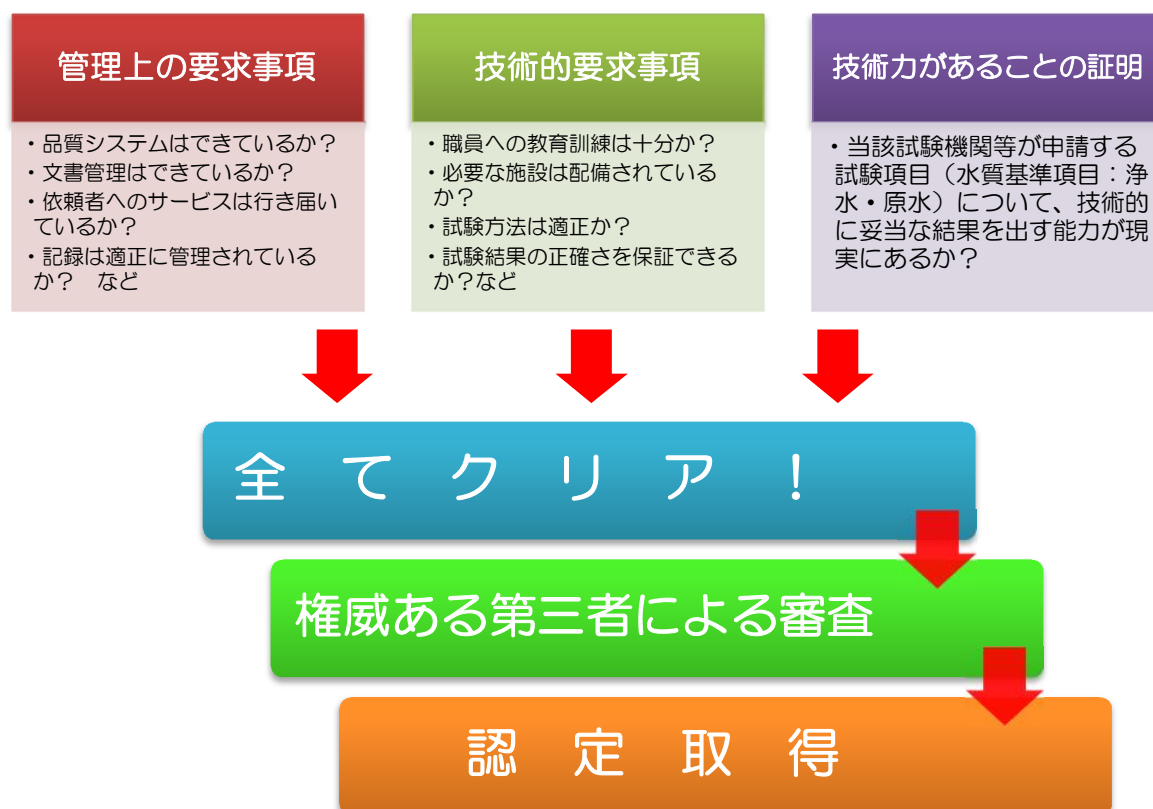 管理上の要求事項
・品質システムはできているか？
・文書管理はできているか？
・依頼者へのサービスは行き届い
ているか？
・記録は適正に管理されている
か？　など
技術的要求事項
・職員への教育訓練は十分か？
・必要な施設は配備されている
か？
・試験方法は適正か？
・試験結果の正確さを保証できる
か？など
技術力があることの証明
・当該試験機関等が申請する
試験項目（水質基準項目：浄
水・原水）について、技術的
に妥当な結果を出す能力が現
実にあるか？
全　て　ク　リ　ア　！
権威ある第三者による審査
認　定　取　得